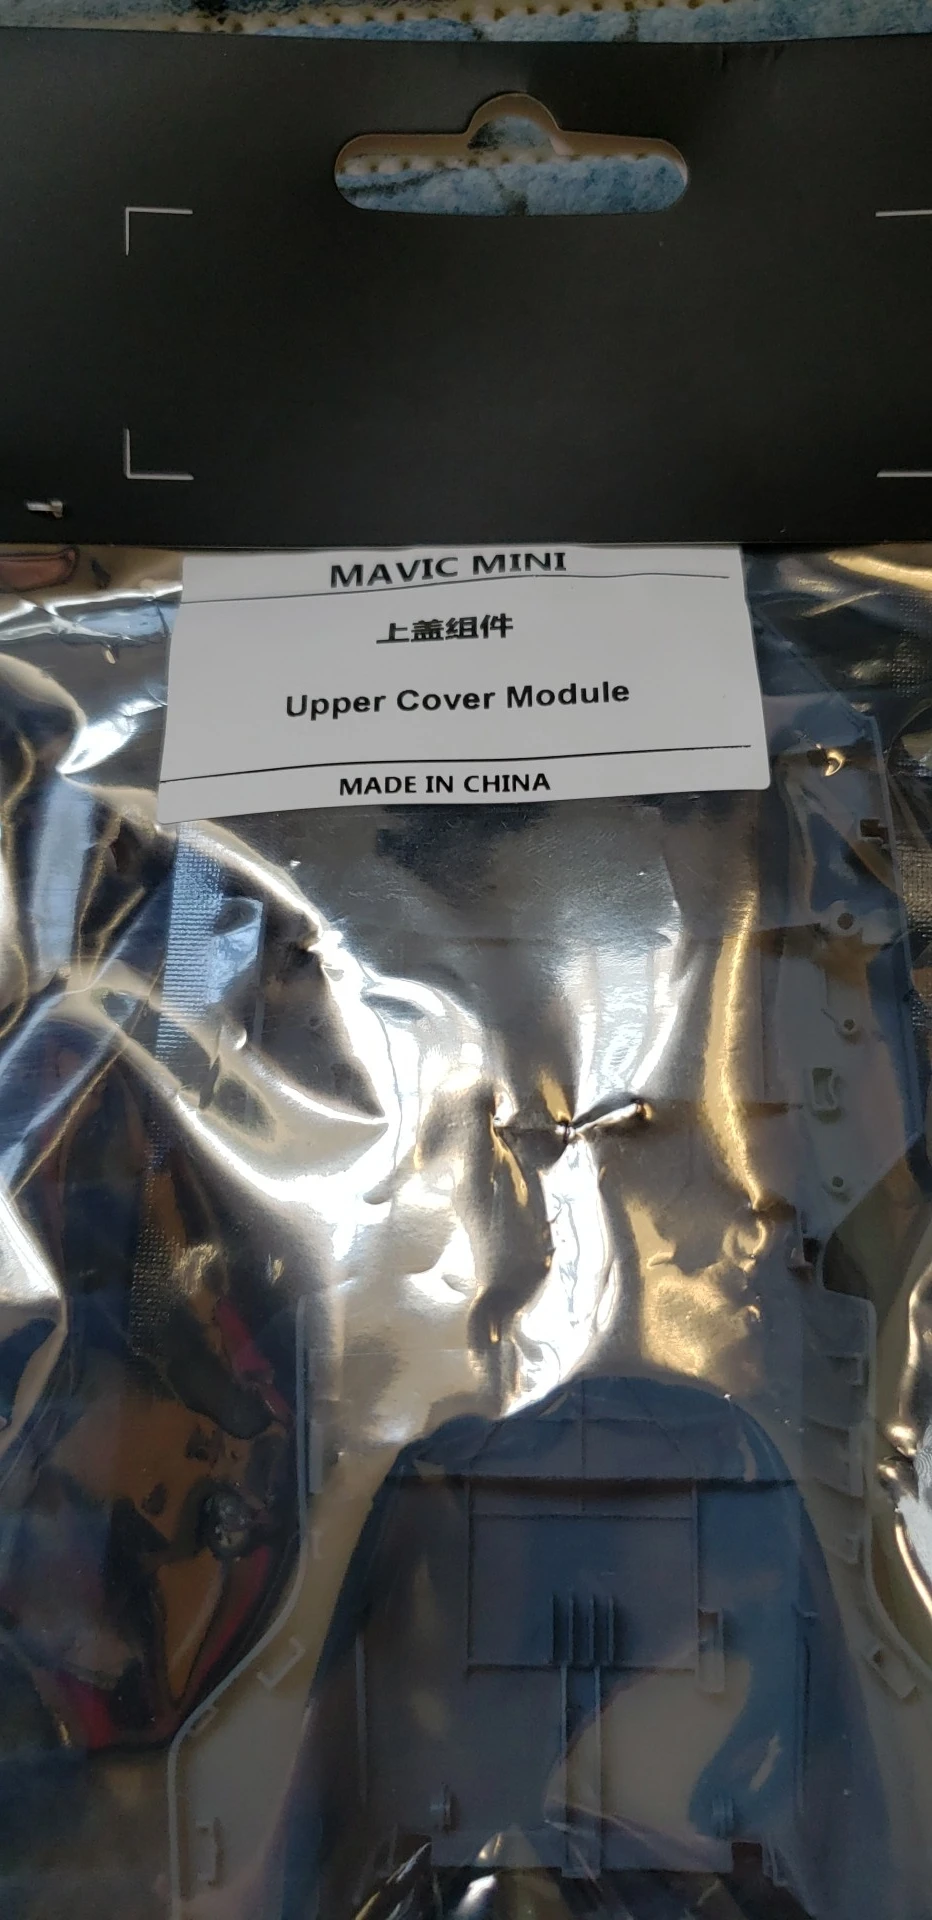 MAVIC MINI
上盖组件
Upper Cover Module
MADE IN CHINA